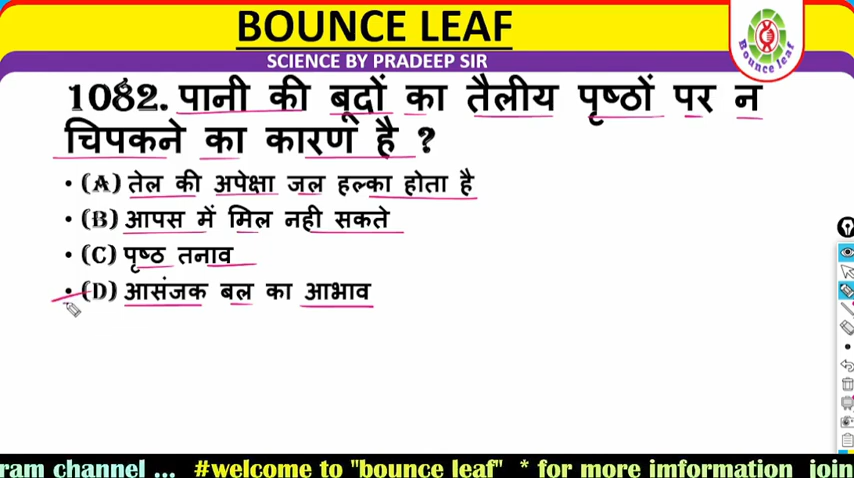 BOUNCE LEAF
SCIENCE BY PRADEEP SIR
Bounce leaf
1082. पानी की बूदों का तैलीय पृष्ठों पर न
चिपकने का कारण है ?
• (A) तेल की अपेक्षा जल हल्का होता है
• (B) आपस में मिल नही सकते
• (C) पृष्ठ तनाव
• (D) आसंजक बल का आभाव
ram channel ... #welcome to "bounce leaf" * for more imformation join